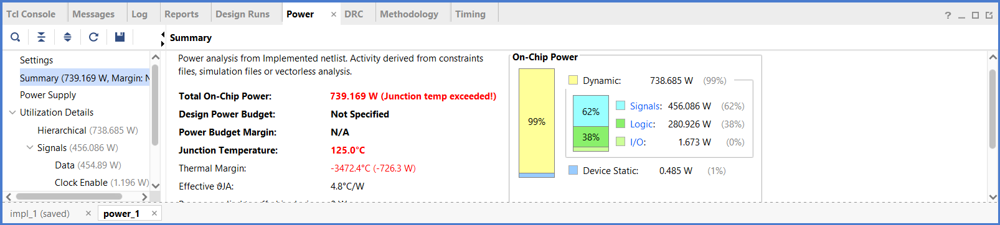 Tcl Console Messages Log Reports Design Runs Power × DRC Methodology Timing ?
Summary
Settings
Summary (739.169 W, Margin: N
Power Supply
Utilization Details
Hierarchical (738.685 W)
Signals (456.086 W)
Data (454.89 W)
Clock Enable (1.196 W)
Power analysis from Implemented netlist. Activity derived from constraints
files, simulation files or vectorless analysis.
Total On-Chip Power: 739.169 W (Junction temp exceeded!)
Design Power Budget: Not Specified
Power Budget Margin: N/A
Junction Temperature: 125.0°C
Thermal Margin: -3472.4°C (-726.3 W)
Effective ϑJA: 4.8°C/W
On-Chip Power
99%
Dynamic: 738.685 W (99%)
62%
38%
Signals: 456.086 W (62%)
Logic: 280.926 W (38%)
I/O: 1.673 W (0%)
Device Static: 0.485 W (1%)
impl_1 (saved) × power_1 ×